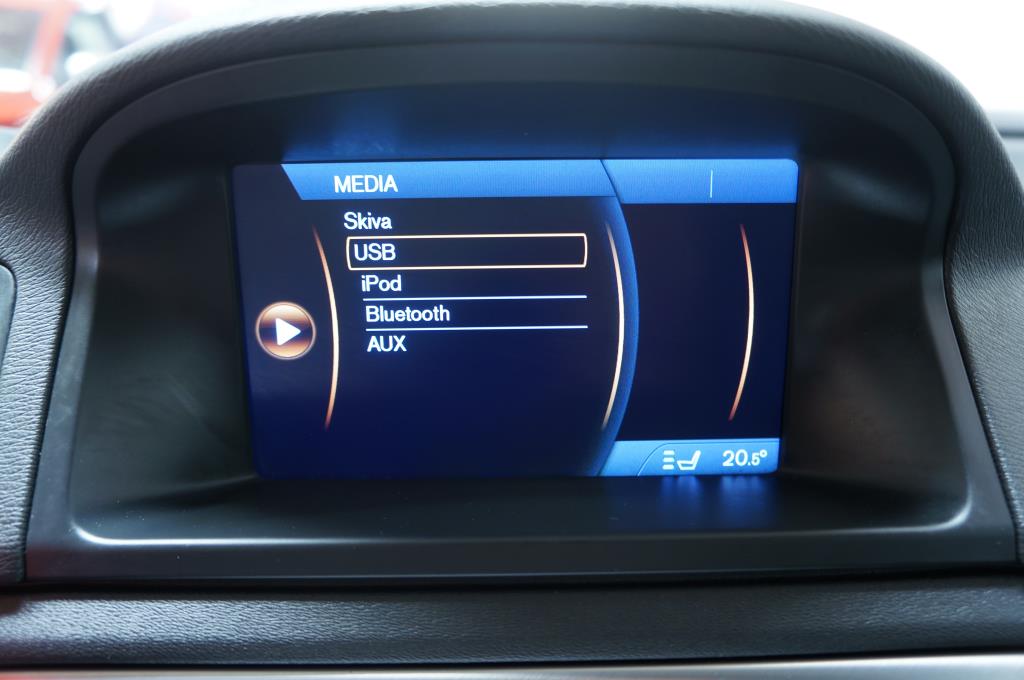 MEDIA
Skiva
USB
iPod
Bluetooth
AUX
20.5°